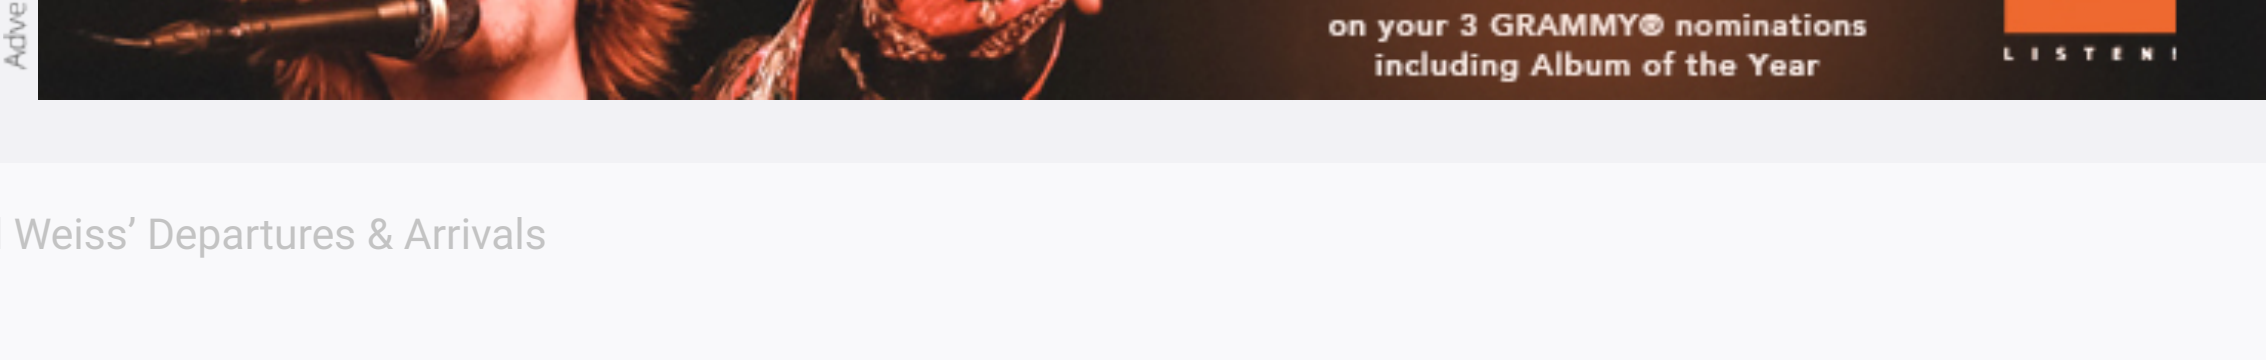 Adve
on your 3 GRAMMY® nominations
including Album of the Year
LISTEN!
Weiss’ Departures & Arrivals